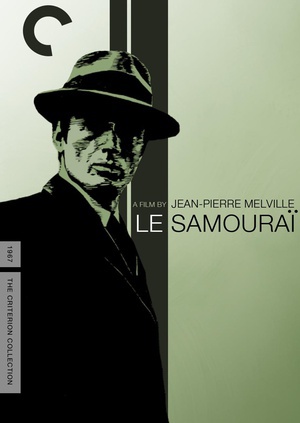 A FILM BY JEAN-PIERRE MELVILLE
LE SAMOURAÏ
1967
THE CRITERION COLLECTION